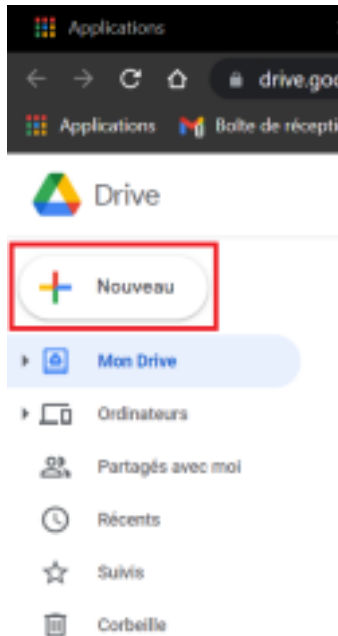 Applications
drive.goo
Applications Boîte de récepti
Drive
Nouveau
Mon Drive
Ordinateurs
Partagés avec moi
Récents
Suivis
Corbeille